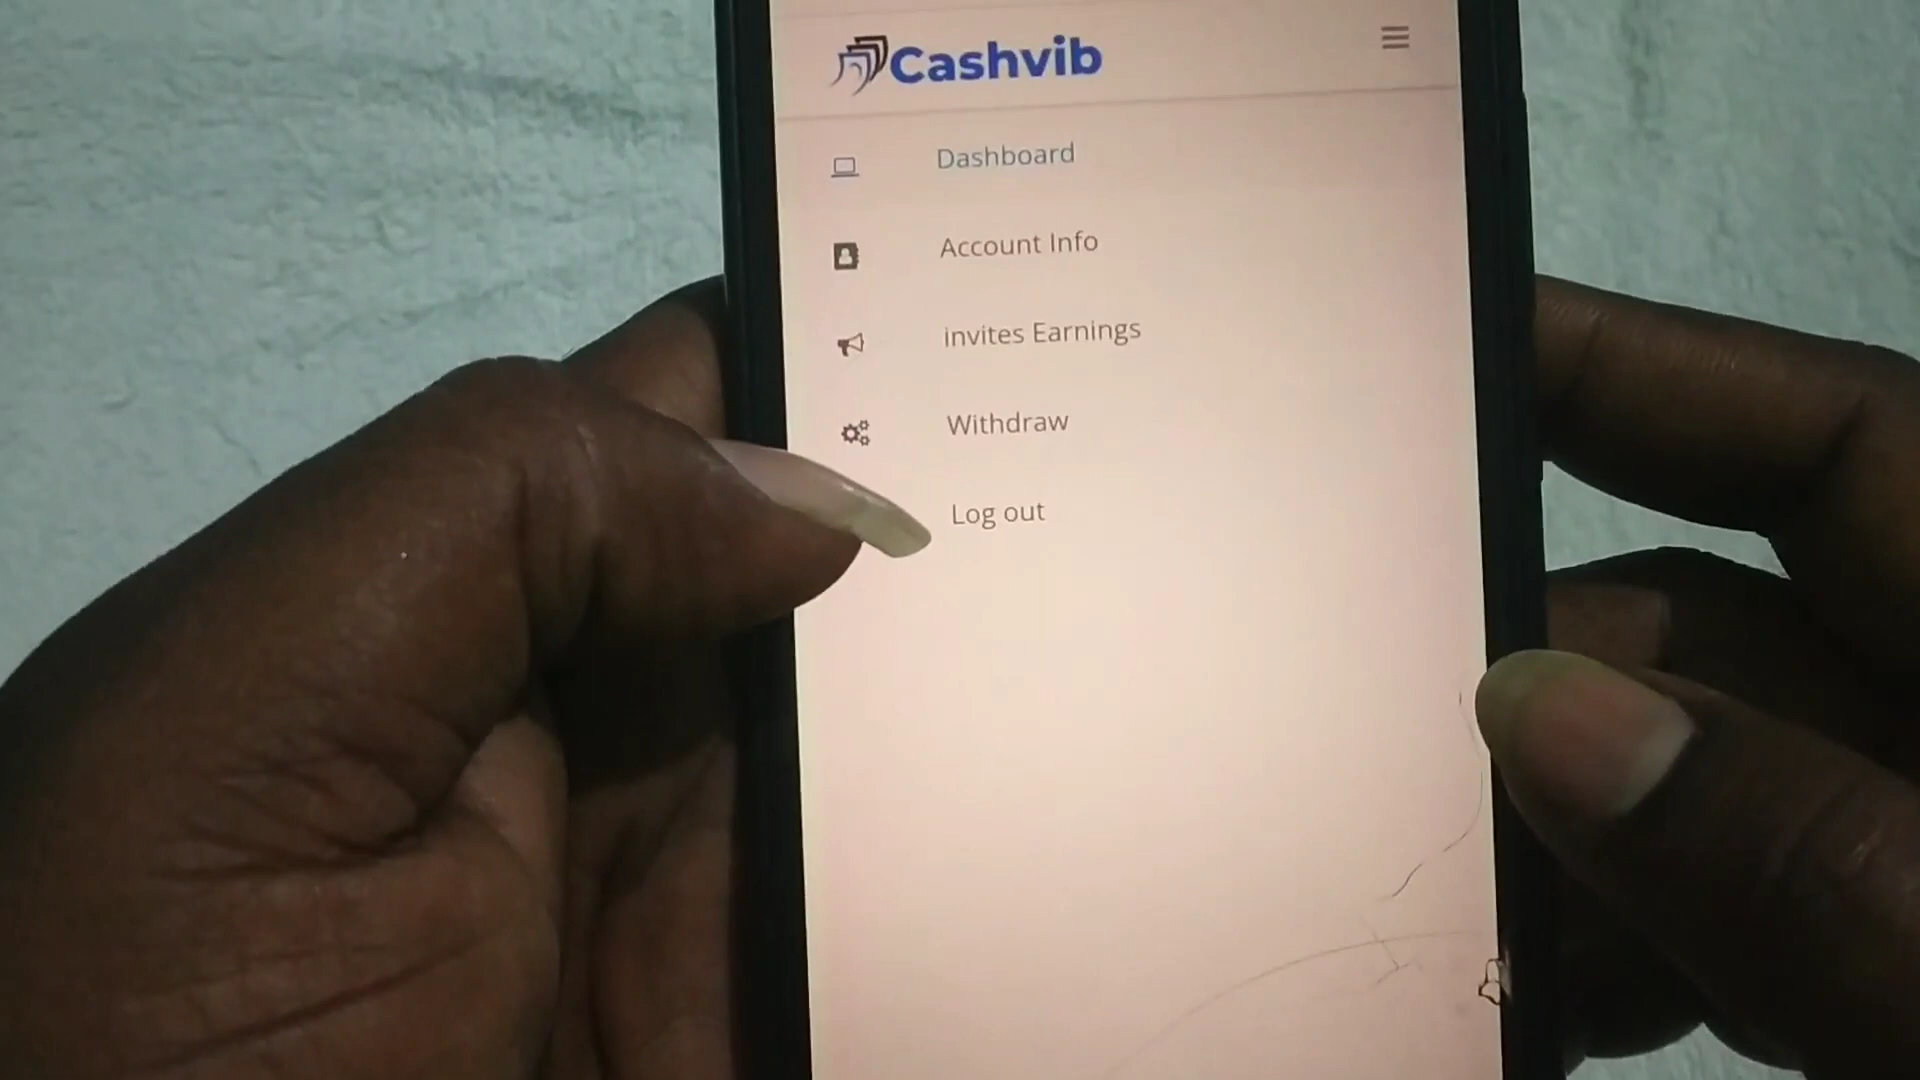 Cashvib
Dashboard
Account Info
invites Earnings
Withdraw
Log out